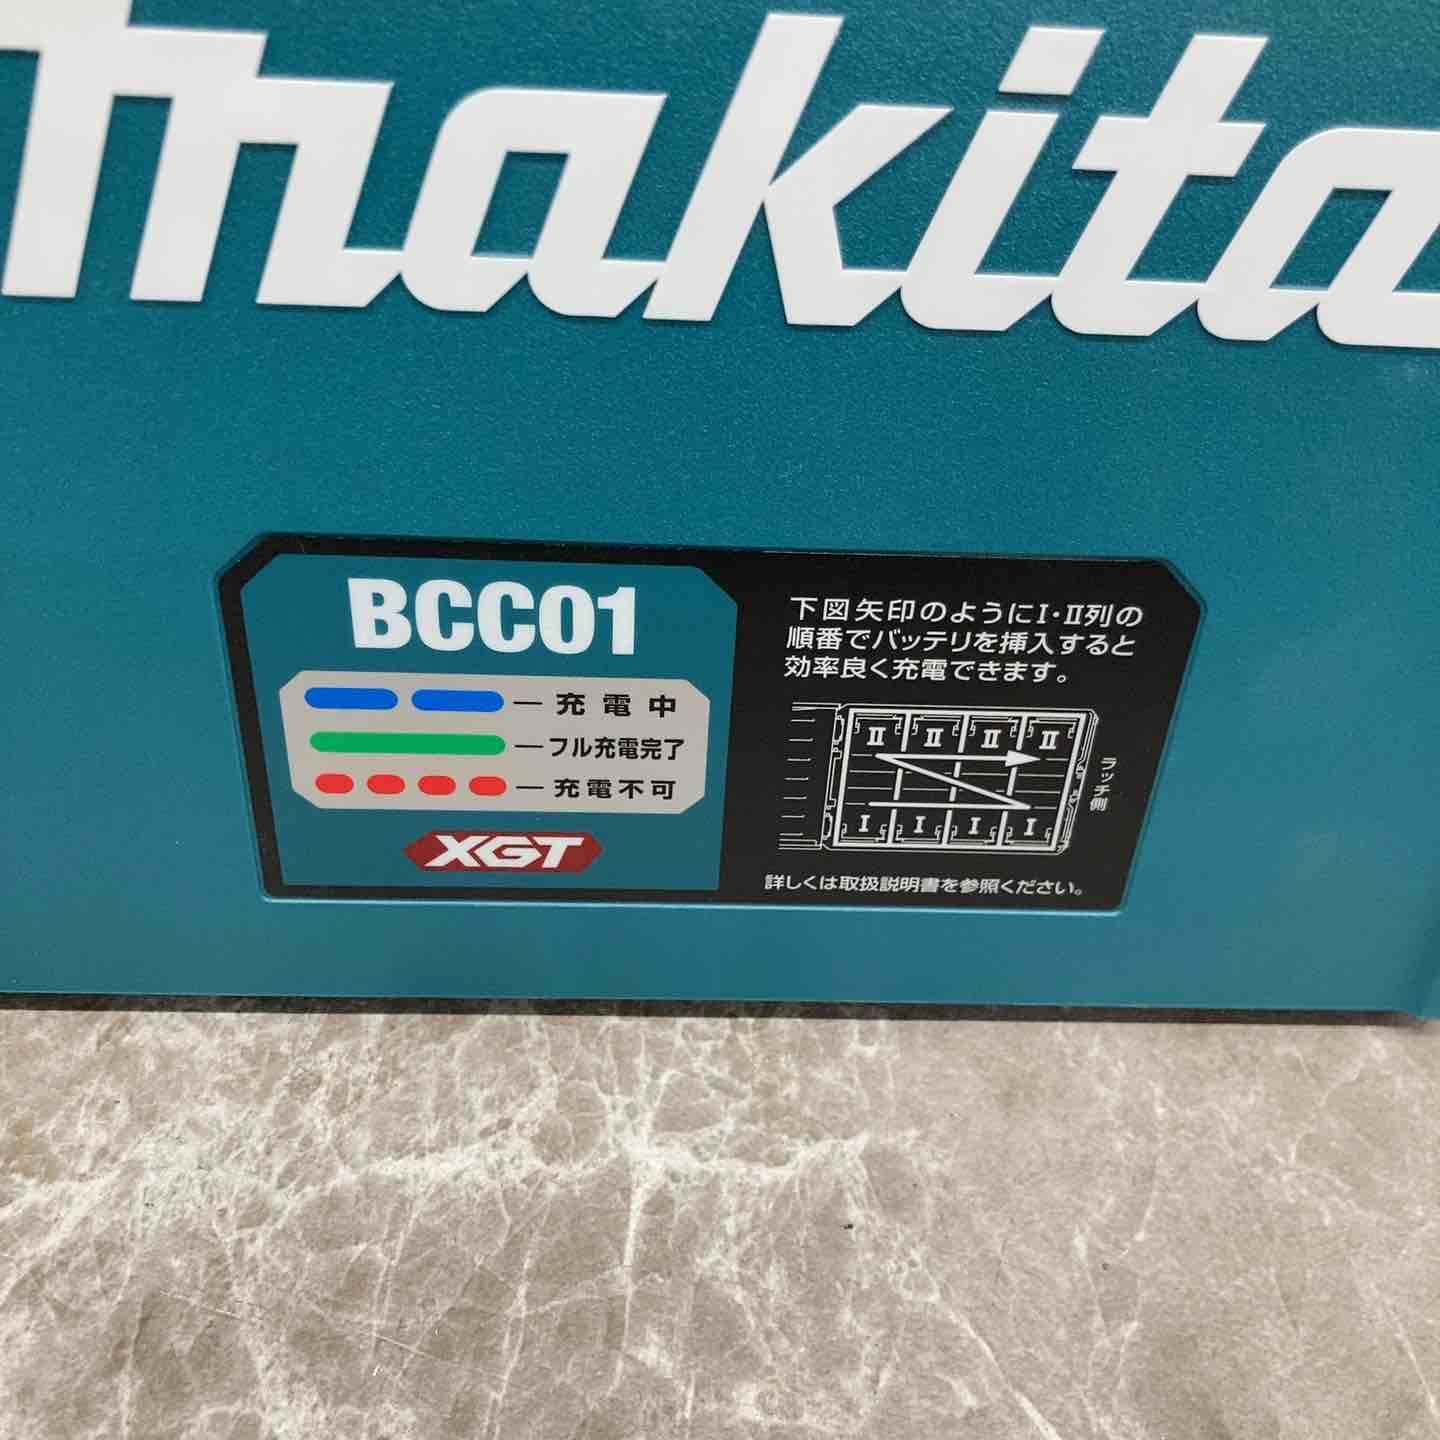 makita
BCC01
充電中
フル充電完了
充電不可
XGT
下図矢印のようにⅠ・Ⅱ列の
順番でバッテリを挿入すると
効率良く充電できます。
Ⅱ Ⅱ Ⅱ Ⅱ
Ⅰ Ⅰ Ⅰ Ⅰ
ラッチ側
詳しくは取扱説明書を参照ください。